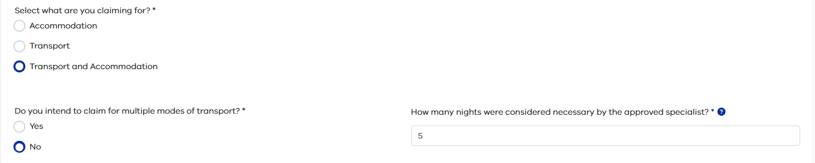 Select what are you claiming for? *
Accommodation
Transport
Transport and Accommodation
Do you intend to claim for multiple modes of transport? *
Yes
No
How many nights were considered necessary by the approved specialist? * ?
5